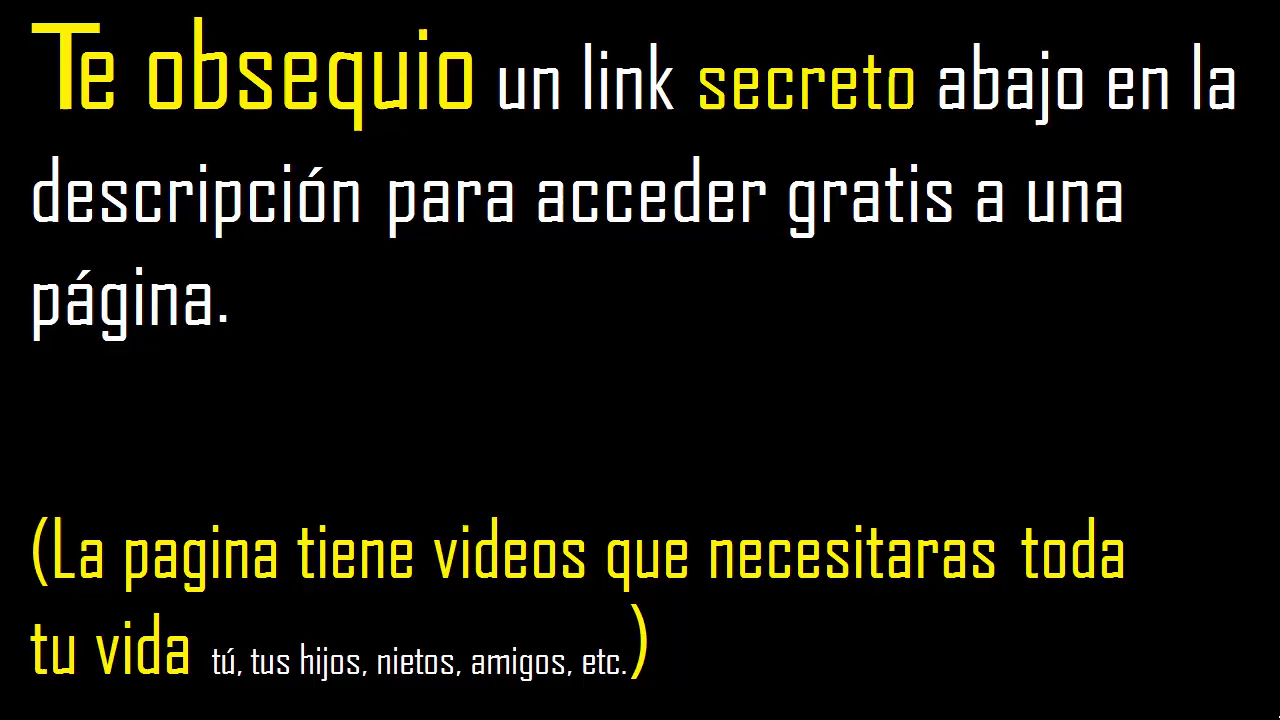 Te obsequio un link secreto abajo en la
descripción para acceder gratis a una
página.
(La pagina tiene videos que necesitaras toda
tu vida tú, tus hijos, nietos, amigos, etc.)